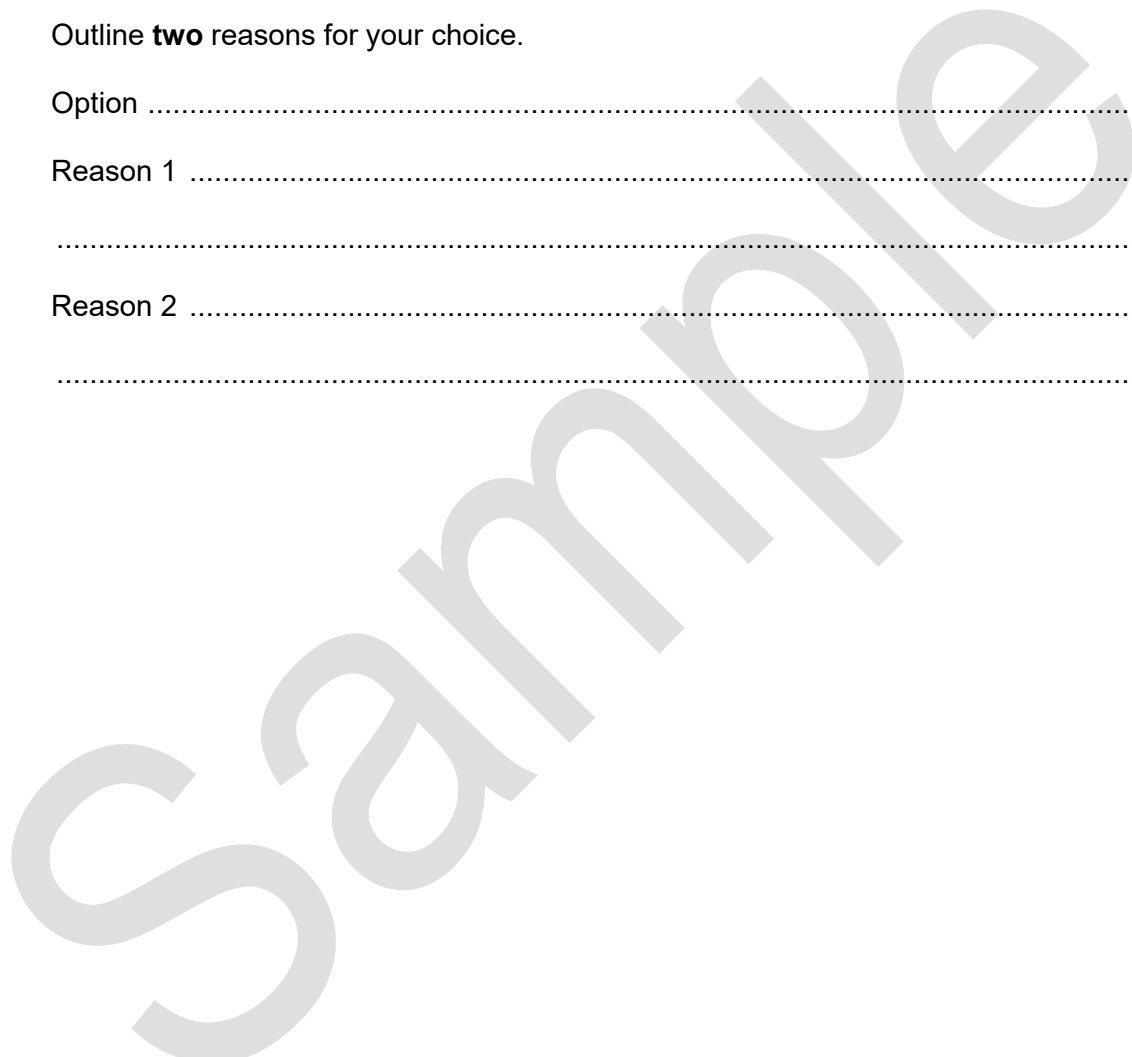 Outline two reasons for your choice.
Option ........................................................................................................................
Reason 1 ...................................................................................................................
...................................................................................................................................
Reason 2 ...................................................................................................................
...................................................................................................................................
Sample